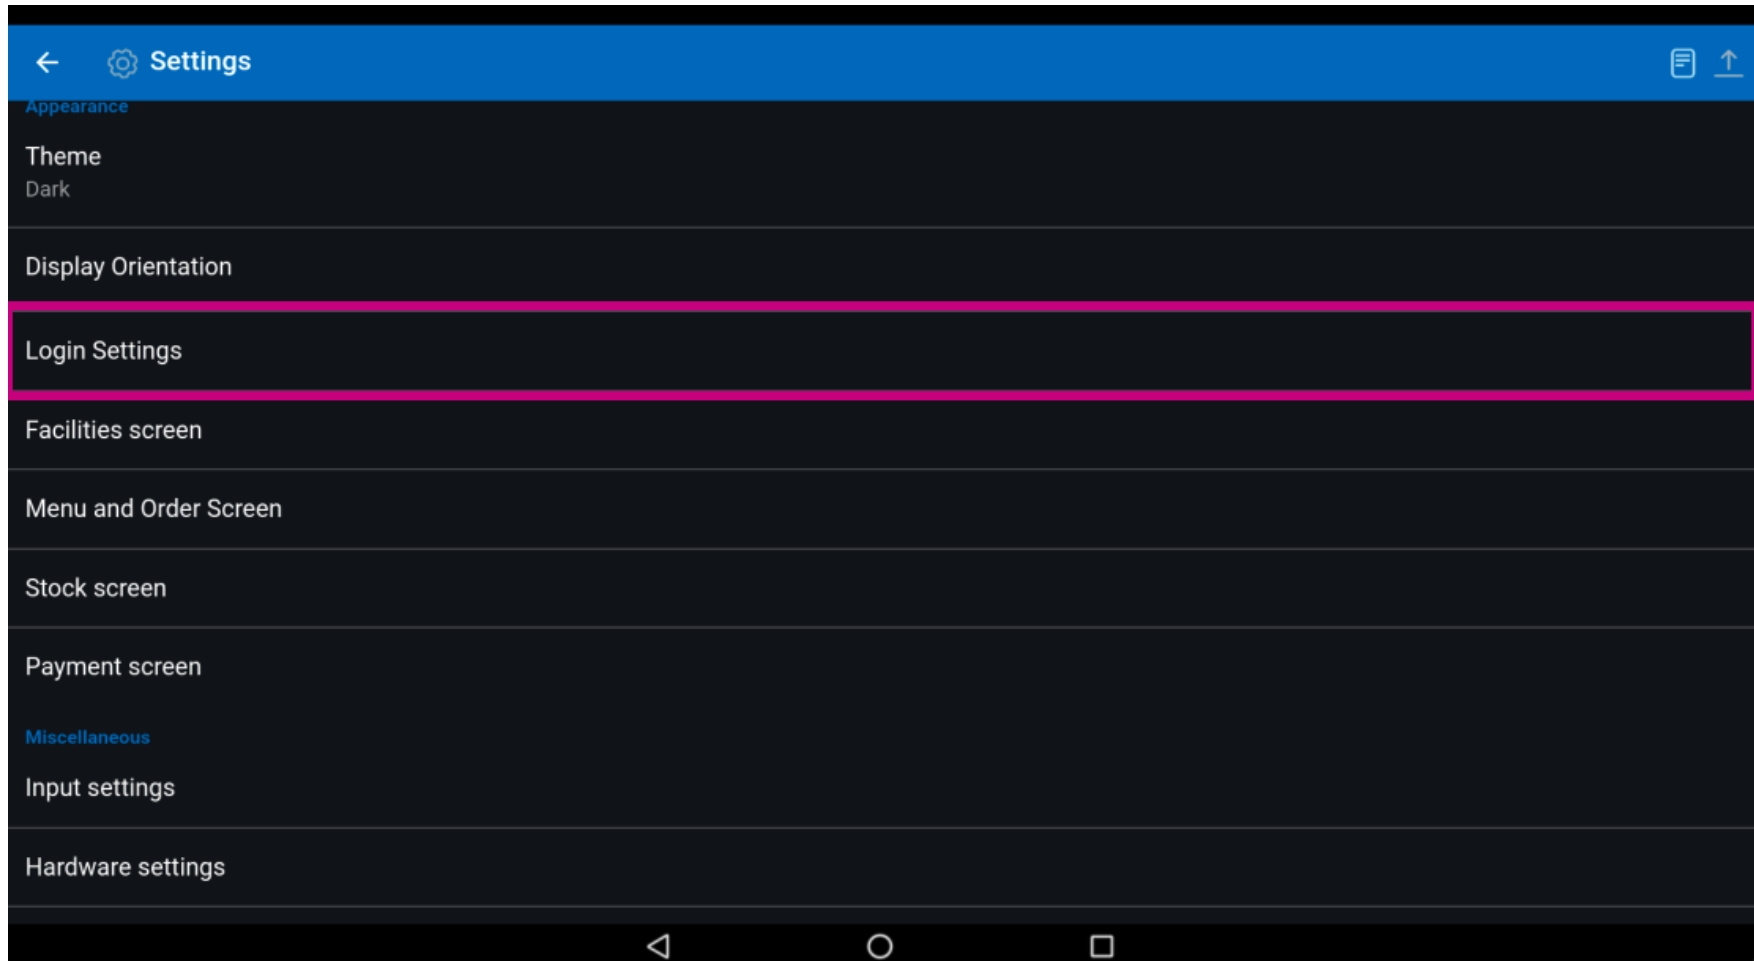 Settings
Appearance
Theme
Dark
Display Orientation
Login Settings
Facilities screen
Menu and Order Screen
Stock screen
Payment screen
Miscellaneous
Input settings
Hardware settings